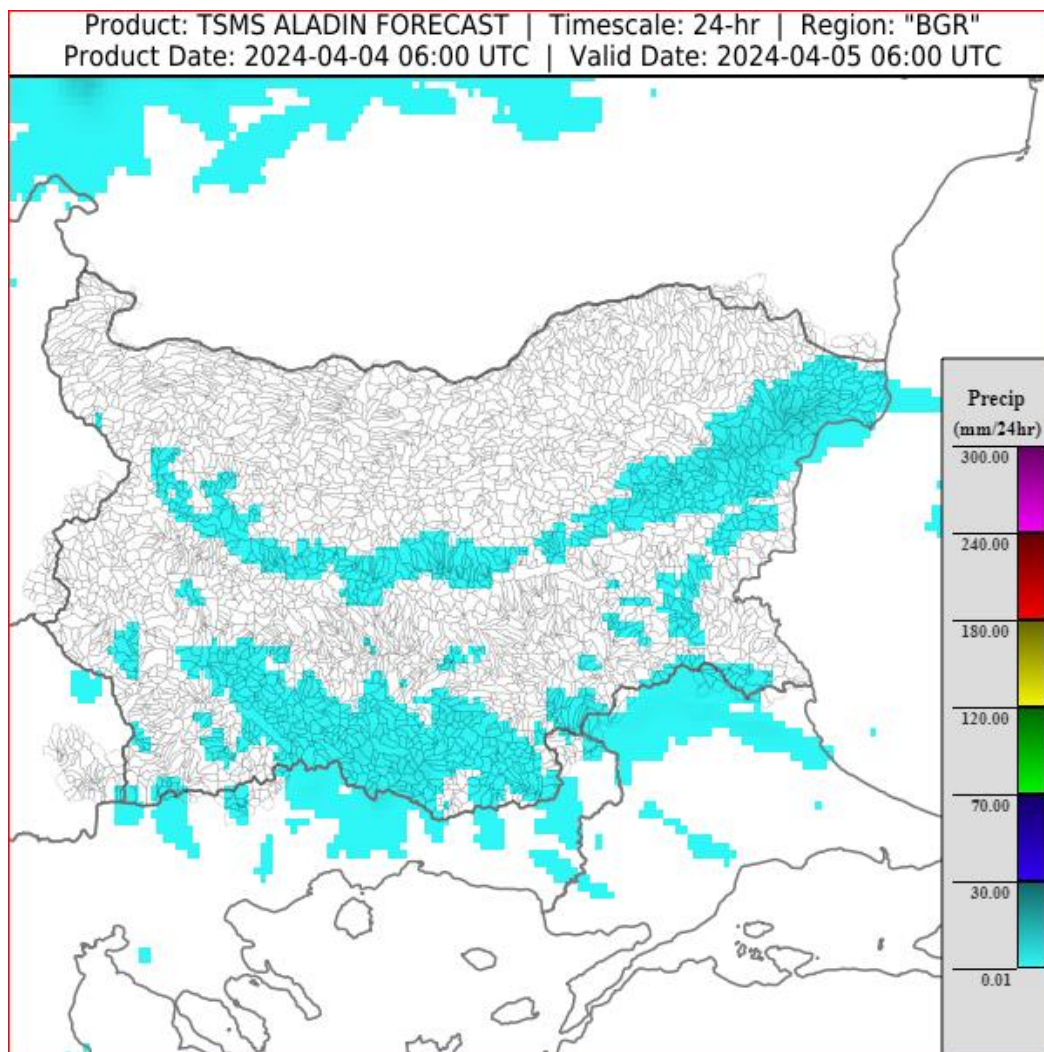 Product: TSMS ALADIN FORECAST | Timescale: 24-hr | Region: "BGR"
Product Date: 2024-04-04 06:00 UTC | Valid Date: 2024-04-05 06:00 UTC
Precip
(mm/24hr)
300.00
240.00
180.00
120.00
70.00
30.00
0.01